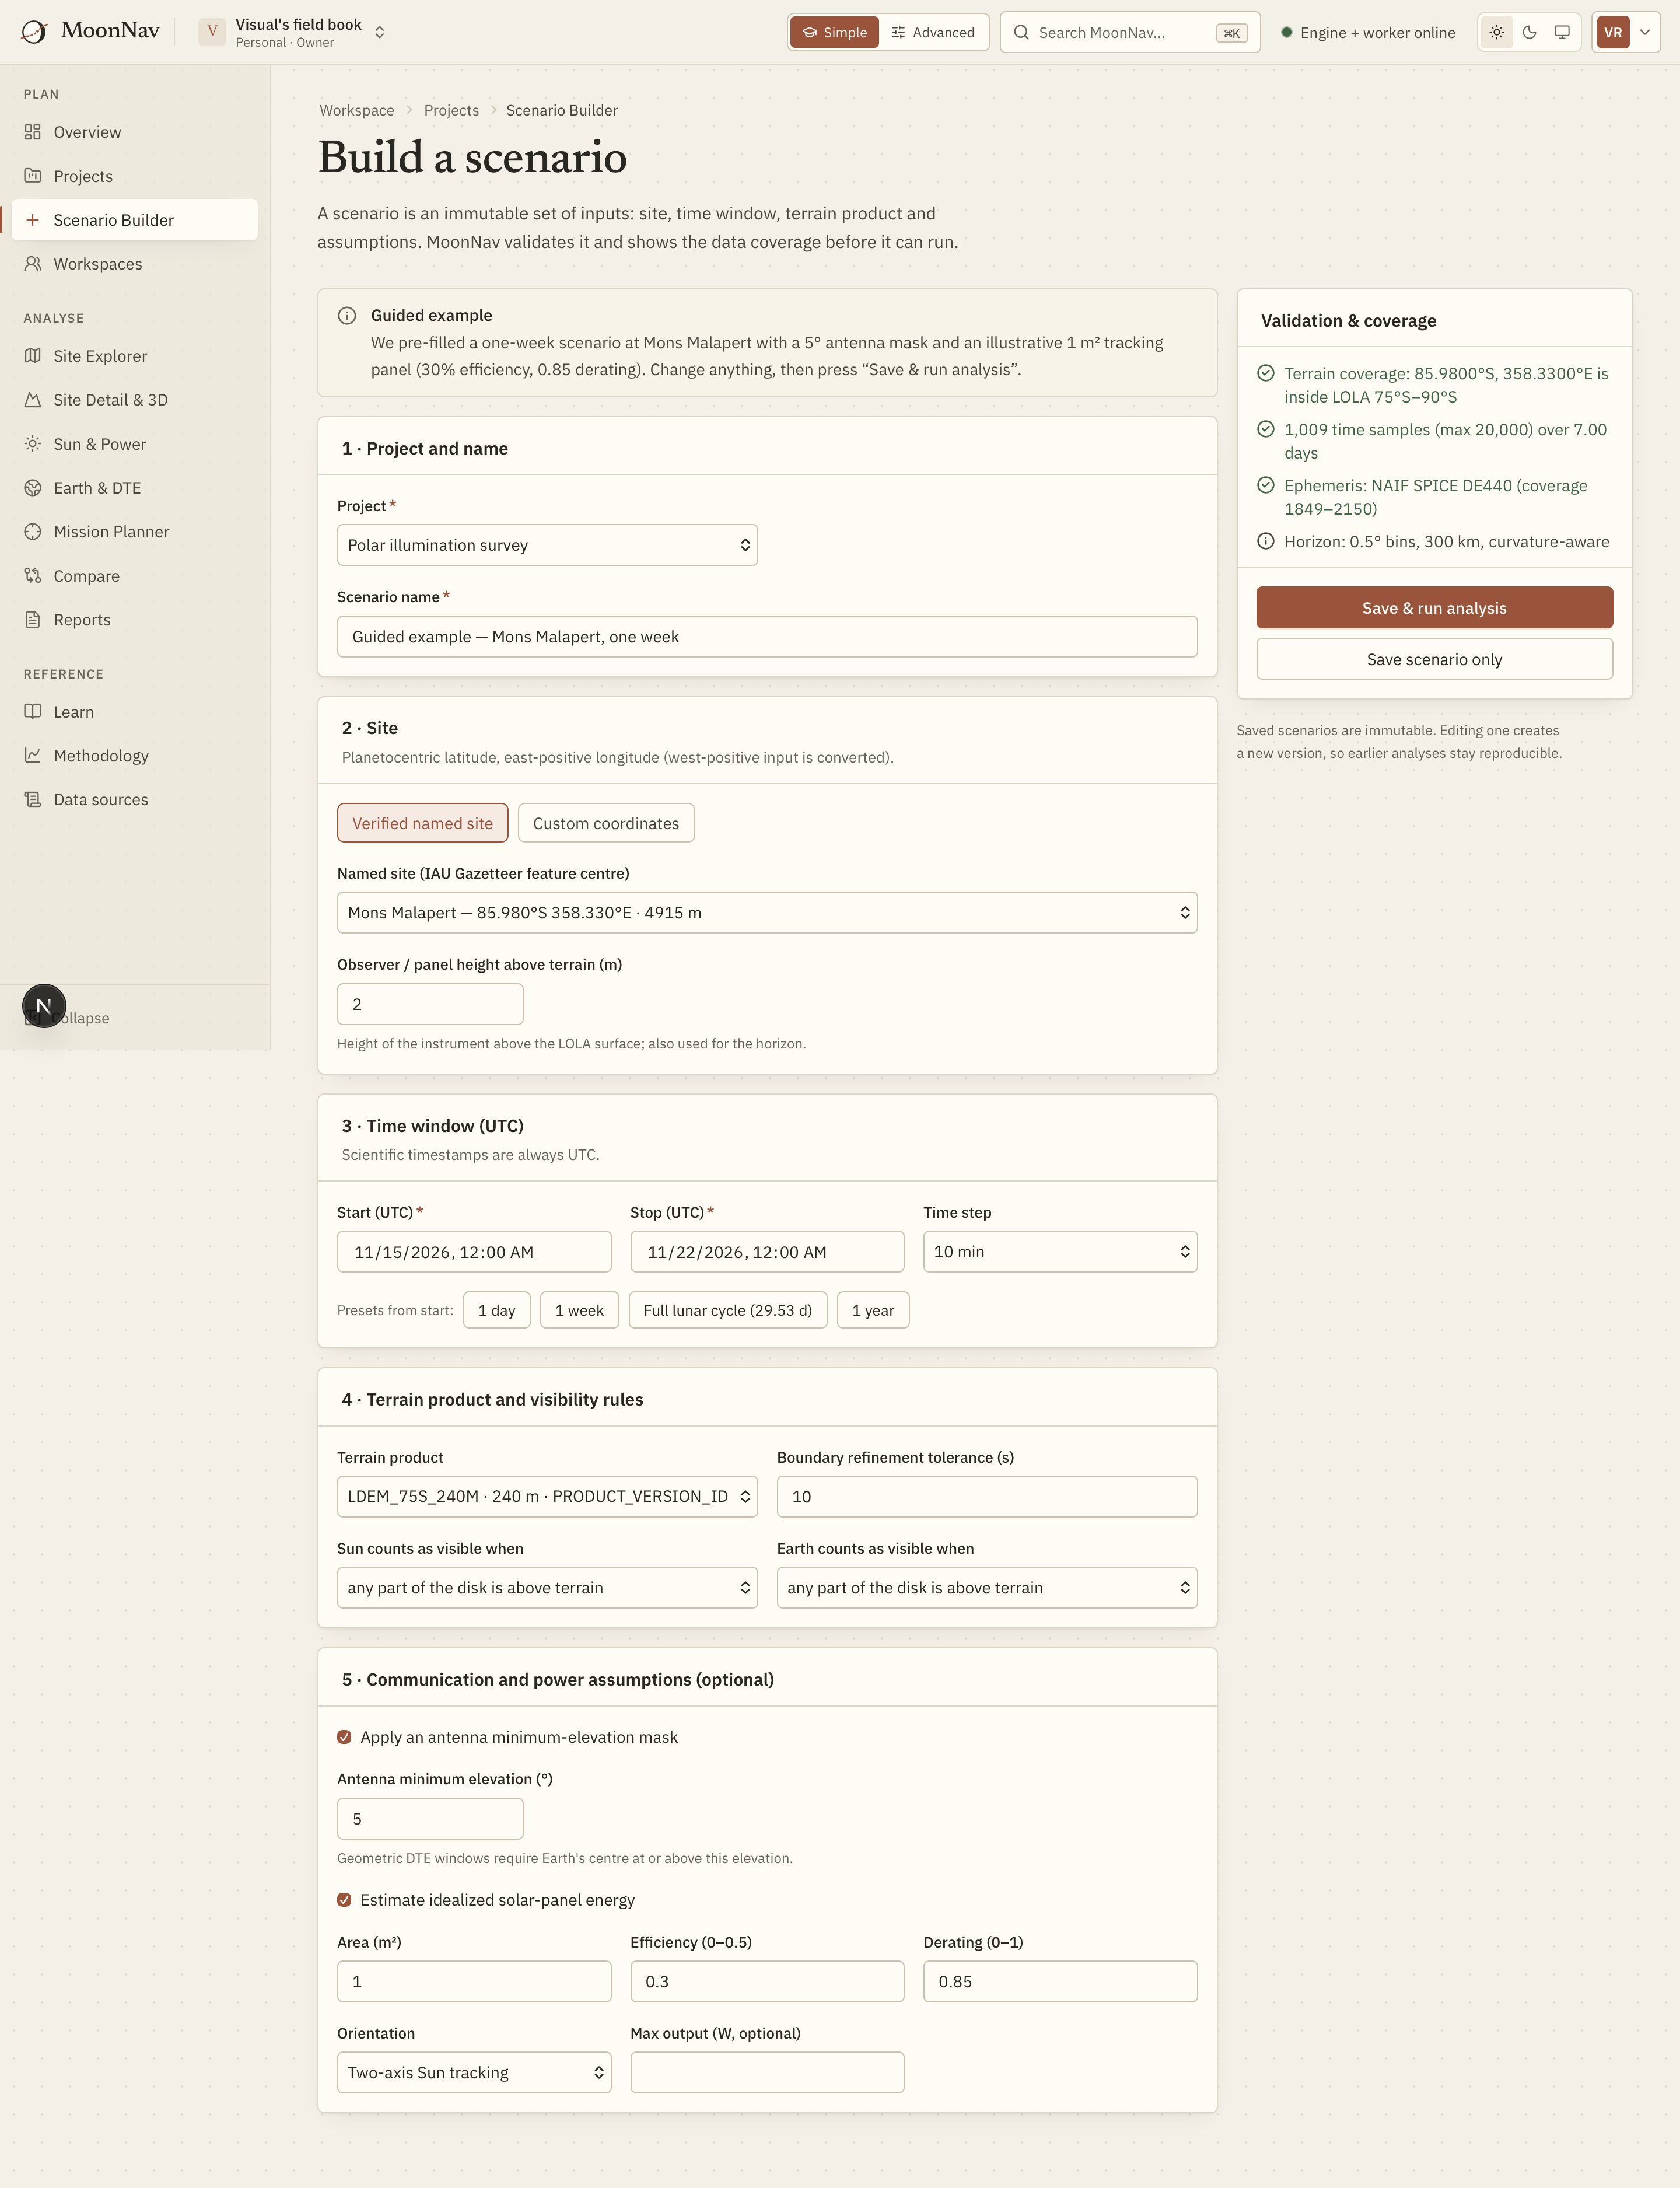 MoonNav
V
Visual's field book
Personal · Owner
Simple
Advanced
Search MoonNav...
⌘K
Engine + worker online
VR
PLAN
Overview
Projects
Scenario Builder
Workspaces
ANALYSE
Site Explorer
Site Detail & 3D
Sun & Power
Earth & DTE
Mission Planner
Compare
Reports
REFERENCE
Learn
Methodology
Data sources
N
Collapse
Workspace > Projects > Scenario Builder
Build a scenario
A scenario is an immutable set of inputs: site, time window, terrain product and
assumptions. MoonNav validates it and shows the data coverage before it can run.
Guided example
We pre-filled a one-week scenario at Mons Malapert with a 5° antenna mask and an illustrative 1 m² tracking
panel (30% efficiency, 0.85 derating). Change anything, then press “Save & run analysis”.
1 · Project and name
Project *
Polar illumination survey
Scenario name *
Guided example — Mons Malapert, one week
2 · Site
Planetocentric latitude, east-positive longitude (west-positive input is converted).
Verified named site
Custom coordinates
Named site (IAU Gazetteer feature centre)
Mons Malapert — 85.980°S 358.330°E · 4915 m
Observer / panel height above terrain (m)
2
Height of the instrument above the LOLA surface; also used for the horizon.
3 · Time window (UTC)
Scientific timestamps are always UTC.
Start (UTC) *
Stop (UTC) *
Time step
11/15/2026, 12:00 AM
11/22/2026, 12:00 AM
10 min
Presets from start:
1 day
1 week
Full lunar cycle (29.53 d)
1 year
4 · Terrain product and visibility rules
Terrain product
Boundary refinement tolerance (s)
LDEM_75S_240M · 240 m · PRODUCT_VERSION_ID
10
Sun counts as visible when
Earth counts as visible when
any part of the disk is above terrain
any part of the disk is above terrain
5 · Communication and power assumptions (optional)
Apply an antenna minimum-elevation mask
Antenna minimum elevation (°)
5
Geometric DTE windows require Earth's centre at or above this elevation.
Estimate idealized solar-panel energy
Area (m²)
Efficiency (0–0.5)
Derating (0–1)
1
0.3
0.85
Orientation
Max output (W, optional)
Two-axis Sun tracking
Validation & coverage
Terrain coverage: 85.9800°S, 358.3300°E is
inside LOLA 75°S–90°S
1,009 time samples (max 20,000) over 7.00
days
Ephemeris: NAIF SPICE DE440 (coverage
1849–2150)
Horizon: 0.5° bins, 300 km, curvature-aware
Save & run analysis
Save scenario only
Saved scenarios are immutable. Editing one creates
a new version, so earlier analyses stay reproducible.